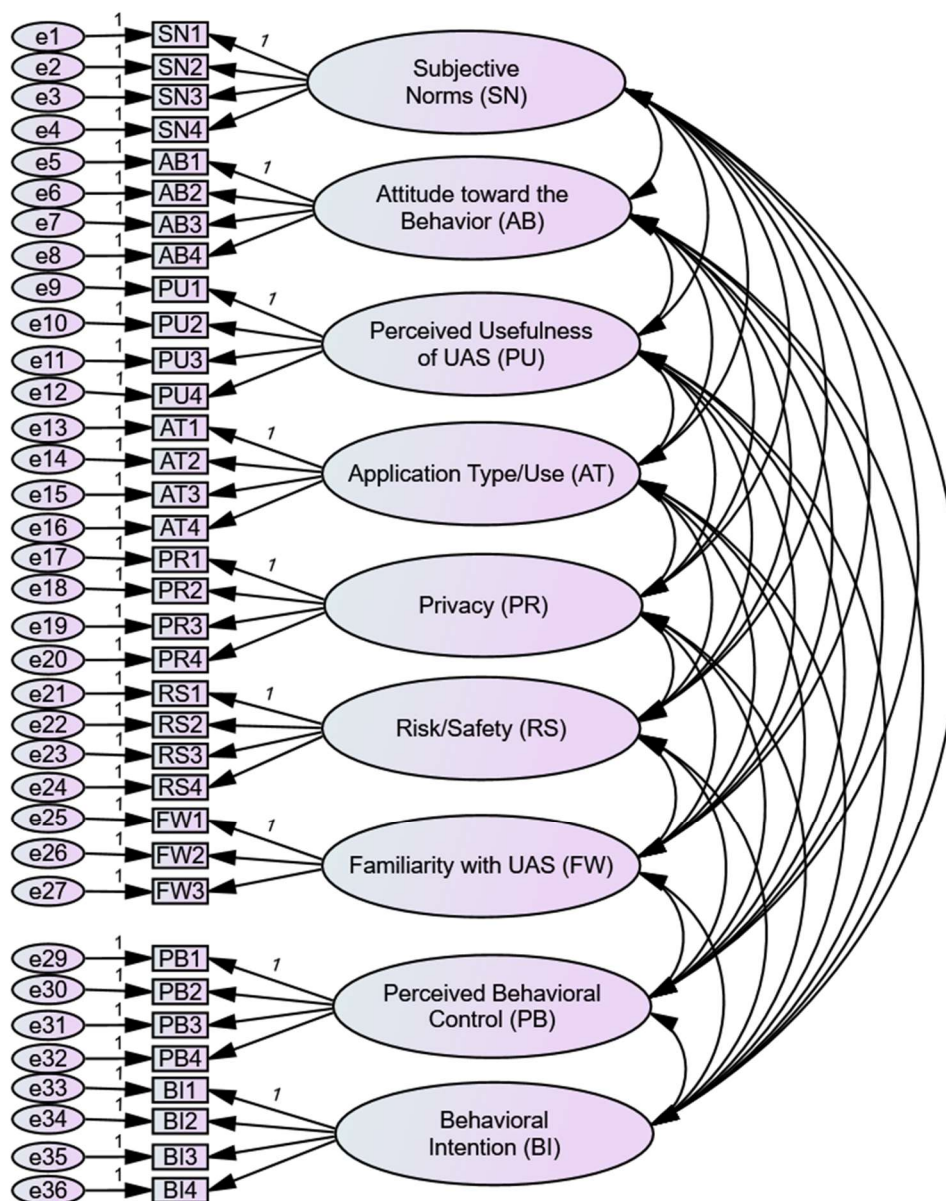 1
e1 SN1
1
1
e2 SN2
1
e3 SN3
1
e4 SN4
Subjective
Norms (SN)
1
e5 AB1
1
1
e6 AB2
1
e7 AB3
1
e8 AB4
Attitude toward the
Behavior (AB)
1
e9 PU1
1
1
e10 PU2
1
e11 PU3
1
e12 PU4
Perceived Usefulness
of UAS (PU)
1
e13 AT1
1
1
e14 AT2
1
e15 AT3
1
e16 AT4
Application Type/Use (AT)
1
e17 PR1
1
1
e18 PR2
1
e19 PR3
1
e20 PR4
Privacy (PR)
1
e21 RS1
1
1
e22 RS2
1
e23 RS3
1
e24 RS4
Risk/Safety (RS)
1
e25 FW1
1
1
e26 FW2
1
e27 FW3
Familiarity with UAS (FW)
1
e29 PB1
1
1
e30 PB2
1
e31 PB3
1
e32 PB4
Perceived Behavioral
Control (PB)
1
e33 BI1
1
1
e34 BI2
1
e35 BI3
1
e36 BI4
Behavioral
Intention (BI)